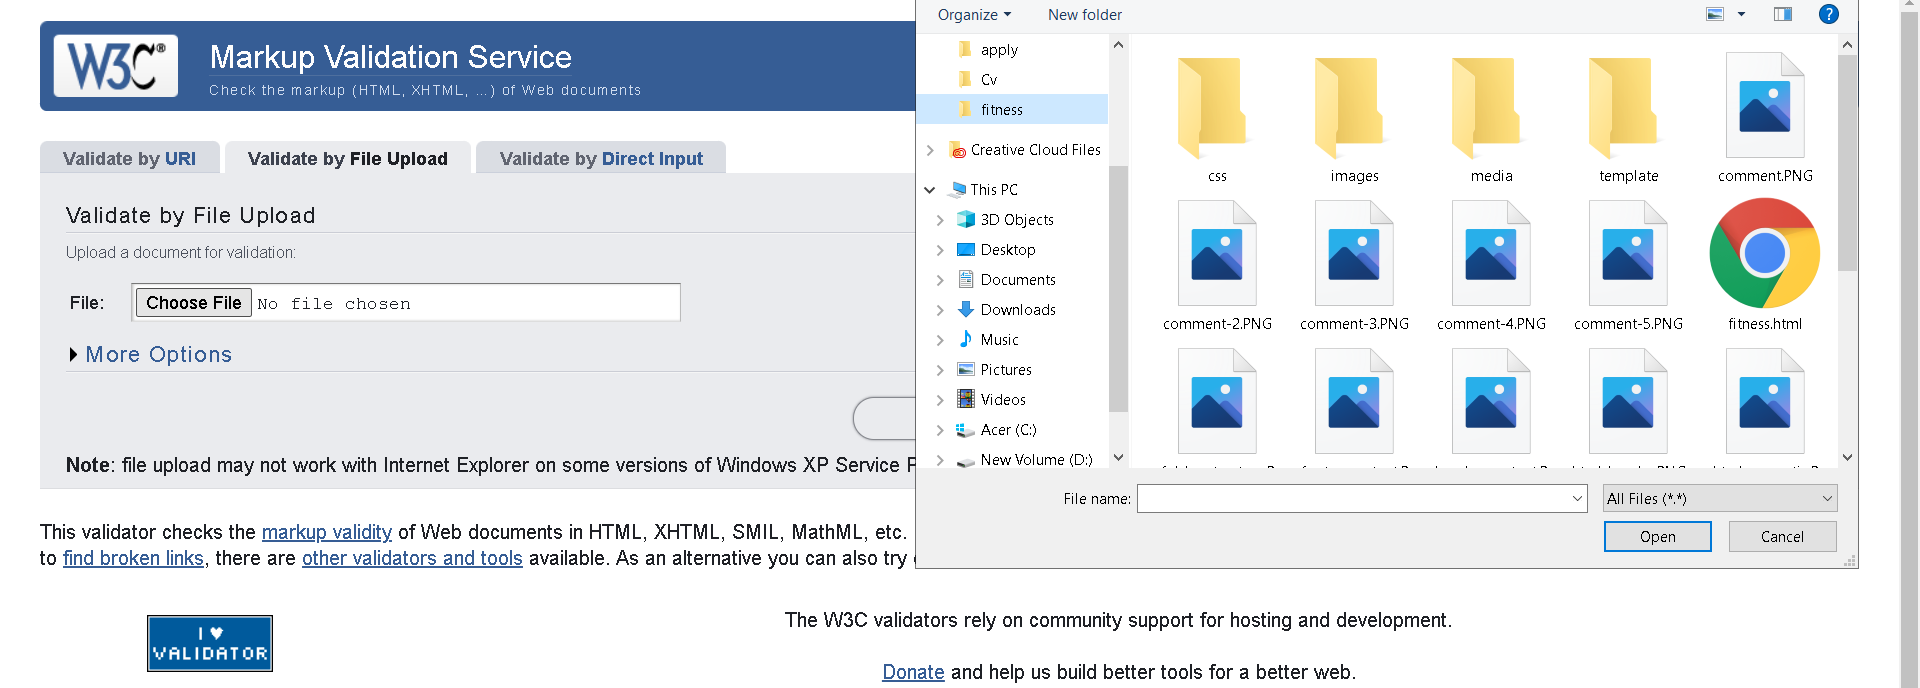 W3C®
Markup Validation Service
Check the markup (HTML, XHTML, …) of Web documents
Validate by URI
Validate by File Upload
Validate by Direct Input
Validate by File Upload
Upload a document for validation:
File:
Choose File
No file chosen
More Options
Note: file upload may not work with Internet Explorer on some versions of Windows XP Service
This validator checks the markup validity of Web documents in HTML, XHTML, SMIL, MathML, etc.
to find broken links, there are other validators and tools available. As an alternative you can also try
I ♥
VALIDATOR
The W3C validators rely on community support for hosting and development.
Donate and help us build better tools for a better web.
Organize
New folder
?
apply
Cv
fitness
Creative Cloud Files
This PC
3D Objects
Desktop
Documents
Downloads
Music
Pictures
Videos
Acer (C:)
New Volume (D:)
css
images
media
template
comment.PNG
comment-2.PNG
comment-3.PNG
comment-4.PNG
comment-5.PNG
fitness.html
File name:
All Files (*.*)
Open
Cancel